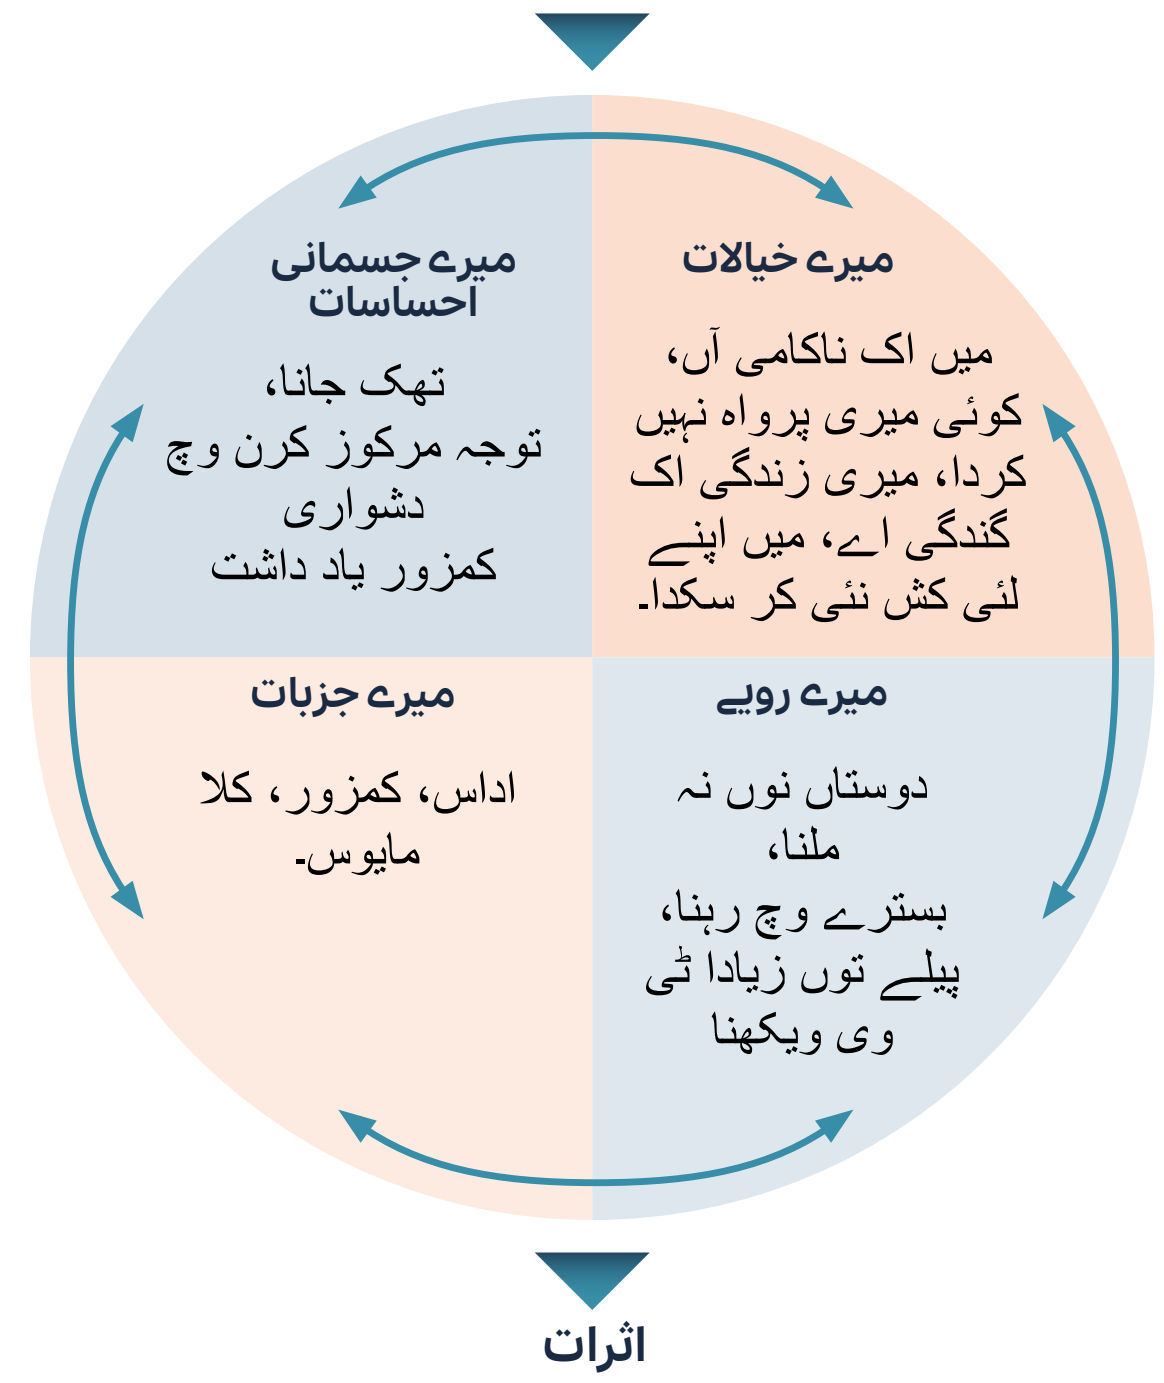 میرے خیالات
میں اک ناکامی آں،
کوئی میری پرواہ نہیں
کردا، میری زندگی اک
گندگی اے، میں اپنے
لئی کش نئی کر سکدا۔
میرے جسمانی
احساسات
تھک جانا،
توجہ مرکوز کرن وچ
دشواری
کمزور یاد داشت
میرے رویے
دوستاں نوں نہ
ملنا،
بسترے وچ رہنا،
پیلے توں زیادا ٹی
وی ویکھنا
میرے جزبات
اداس، کمزور، کلا
مایوس۔
اثرات